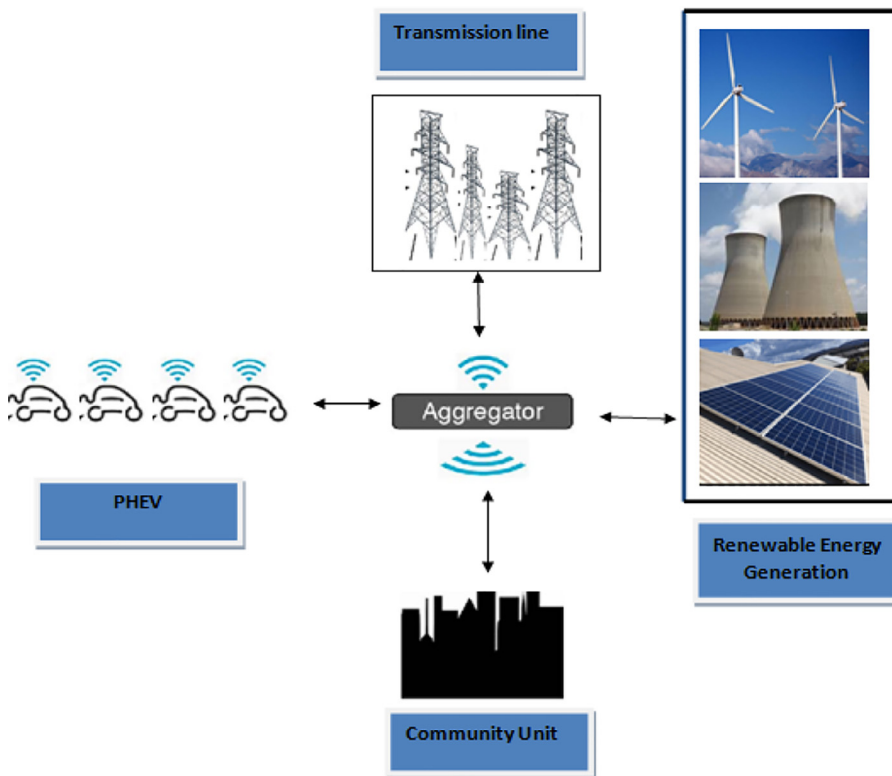 Transmission line
Aggregator
PHEV
Renewable Energy
Generation
Community Unit